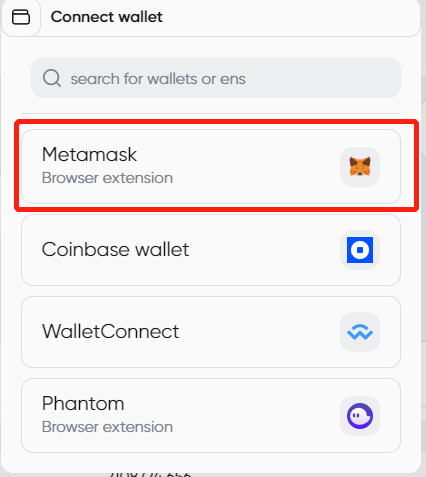 Connect wallet
search for wallets or ens
Metamask
Browser extension
Coinbase wallet
WalletConnect
Phantom
Browser extension